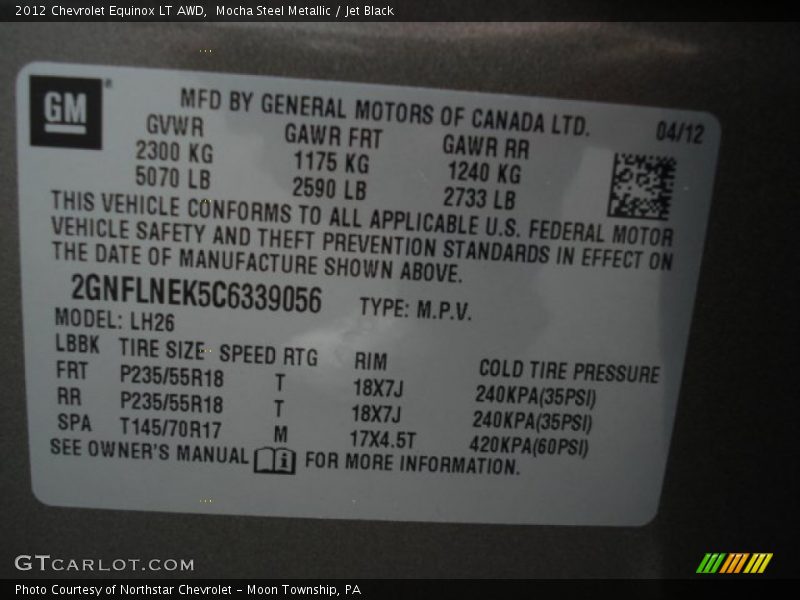 2012 Chevrolet Equinox LT AWD,  Mocha Steel Metallic / Jet Black
GM
MFD BY GENERAL MOTORS OF CANADA LTD. 04/12
GVWR GAWR FRT GAWR RR
2300 KG 1175 KG 1240 KG
5070 LB 2590 LB 2733 LB
THIS VEHICLE CONFORMS TO ALL APPLICABLE U.S. FEDERAL MOTOR
VEHICLE SAFETY AND THEFT PREVENTION STANDARDS IN EFFECT ON
THE DATE OF MANUFACTURE SHOWN ABOVE.
2GNFLNEK5C6339056 TYPE: M.P.V.
MODEL: LH26
LBBK TIRE SIZE SPEED RTG RIM COLD TIRE PRESSURE
FRT P235/55R18 T 18X7J 240KPA(35PSI)
RR P235/55R18 T 18X7J 240KPA(35PSI)
SPA T145/70R17 M 17X4.5T 420KPA(60PSI)
SEE OWNER'S MANUAL i FOR MORE INFORMATION.
GTCARLOT.COM
Photo Courtesy of Northstar Chevrolet - Moon Township, PA